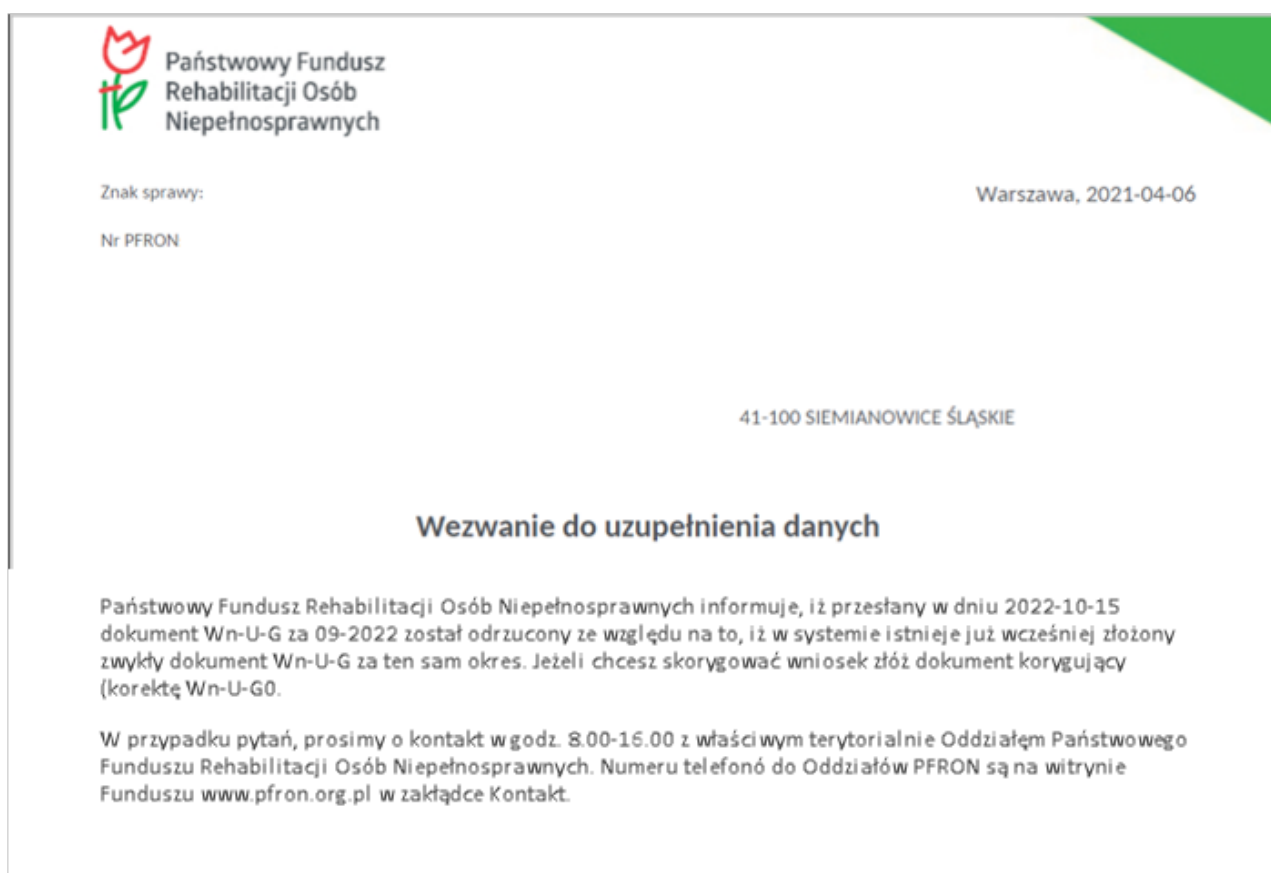 Państwowy Fundusz
Rehabilitacji Osób
Niepełnosprawnych
Znak sprawy:
Warszawa, 2021-04-06
Nr PFRON
41-100 SIEMIANOWICE ŚLĄSKIE
Wezwanie do uzupełnienia danych
Państwowy Fundusz Rehabilitacji Osób Niepełnosprawnych informuje, iż przesłany w dniu 2022-10-15
dokument Wn-U-G za 09-2022 został odrzucony ze względu na to, iż w systemie istnieje już wcześniej złożony
zwykły dokument Wn-U-G za ten sam okres. Jeżeli chcesz skorygować wniosek złóż dokument korygujący
(korektę Wn-U-G0.
W przypadku pytań, prosimy o kontakt w godz. 8.00-16.00 z właściwym terytorialnie Oddziałęm Państwowego
Funduszu Rehabilitacji Osób Niepełnosprawnych. Numeru telefonó do Oddziałów PFRON są na witrynie
Funduszu www.pfron.org.pl w zakłądce Kontakt.